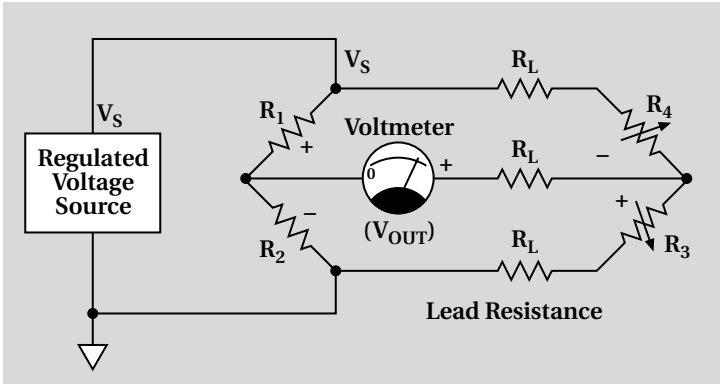 V_S
R_L
V_S
R_1
R_4
Voltmeter
+
−
Regulated
Voltage
Source
0
+
R_L
−
+
R_2
(V_OUT)
R_L
R_3
Lead Resistance